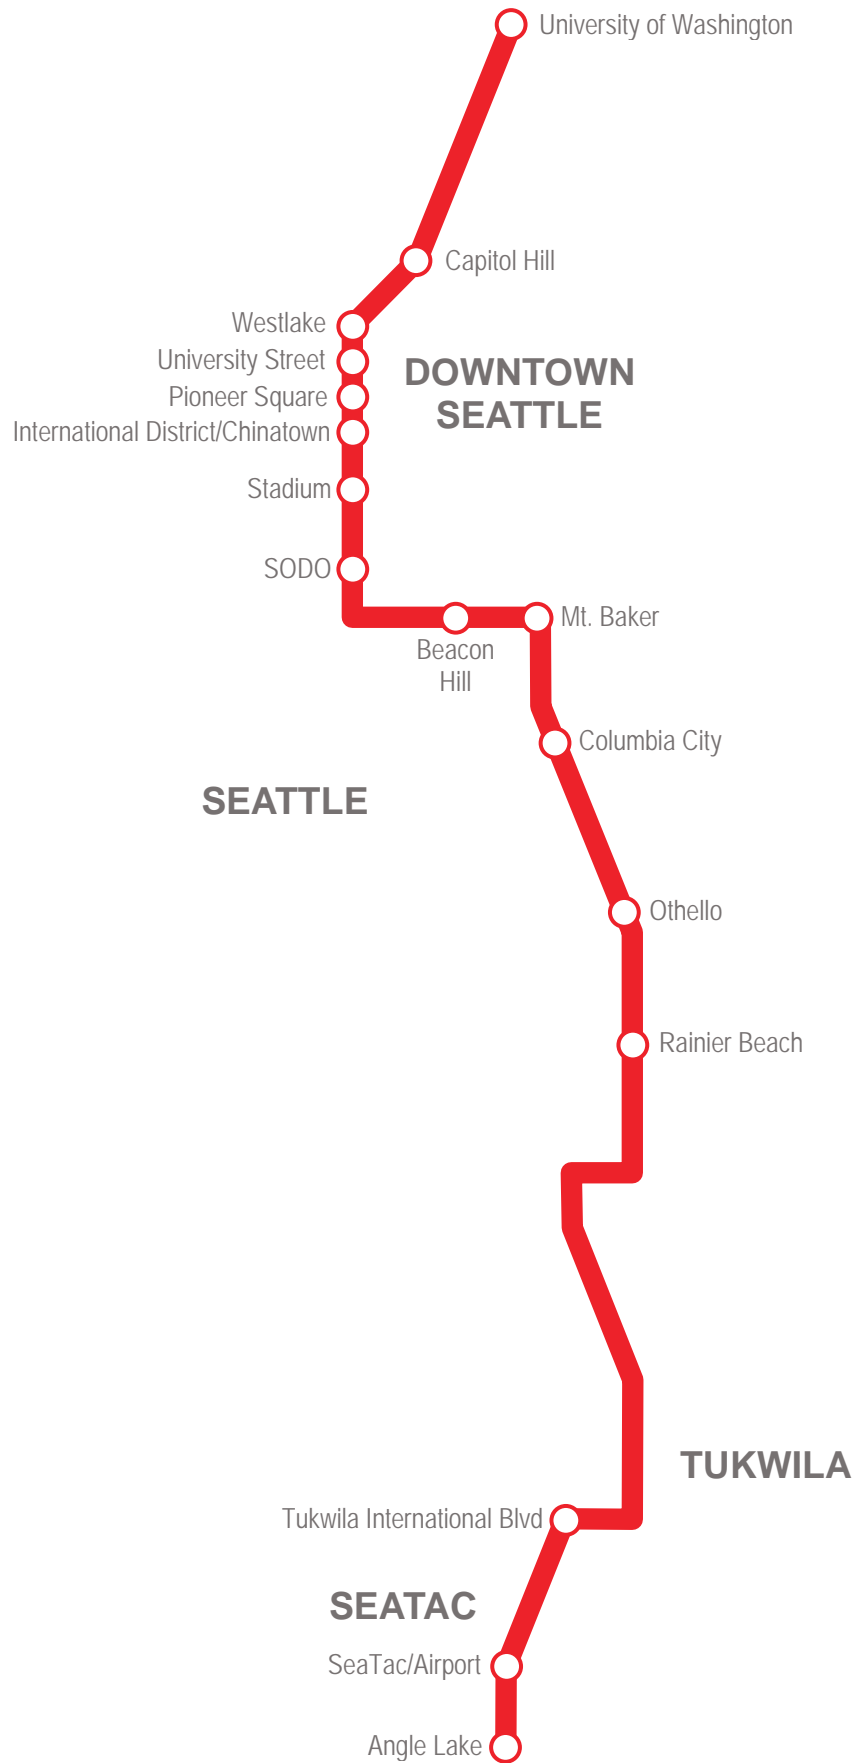 University of Washington
Capitol Hill
Westlake
University Street
DOWNTOWN
SEATTLE
Pioneer Square
International District/Chinatown
Stadium
SODO
Mt. Baker
Beacon
Hill
Columbia City
SEATTLE
Othello
Rainier Beach
TUKWILA
Tukwila International Blvd
SEATAC
SeaTac/Airport
Angle Lake